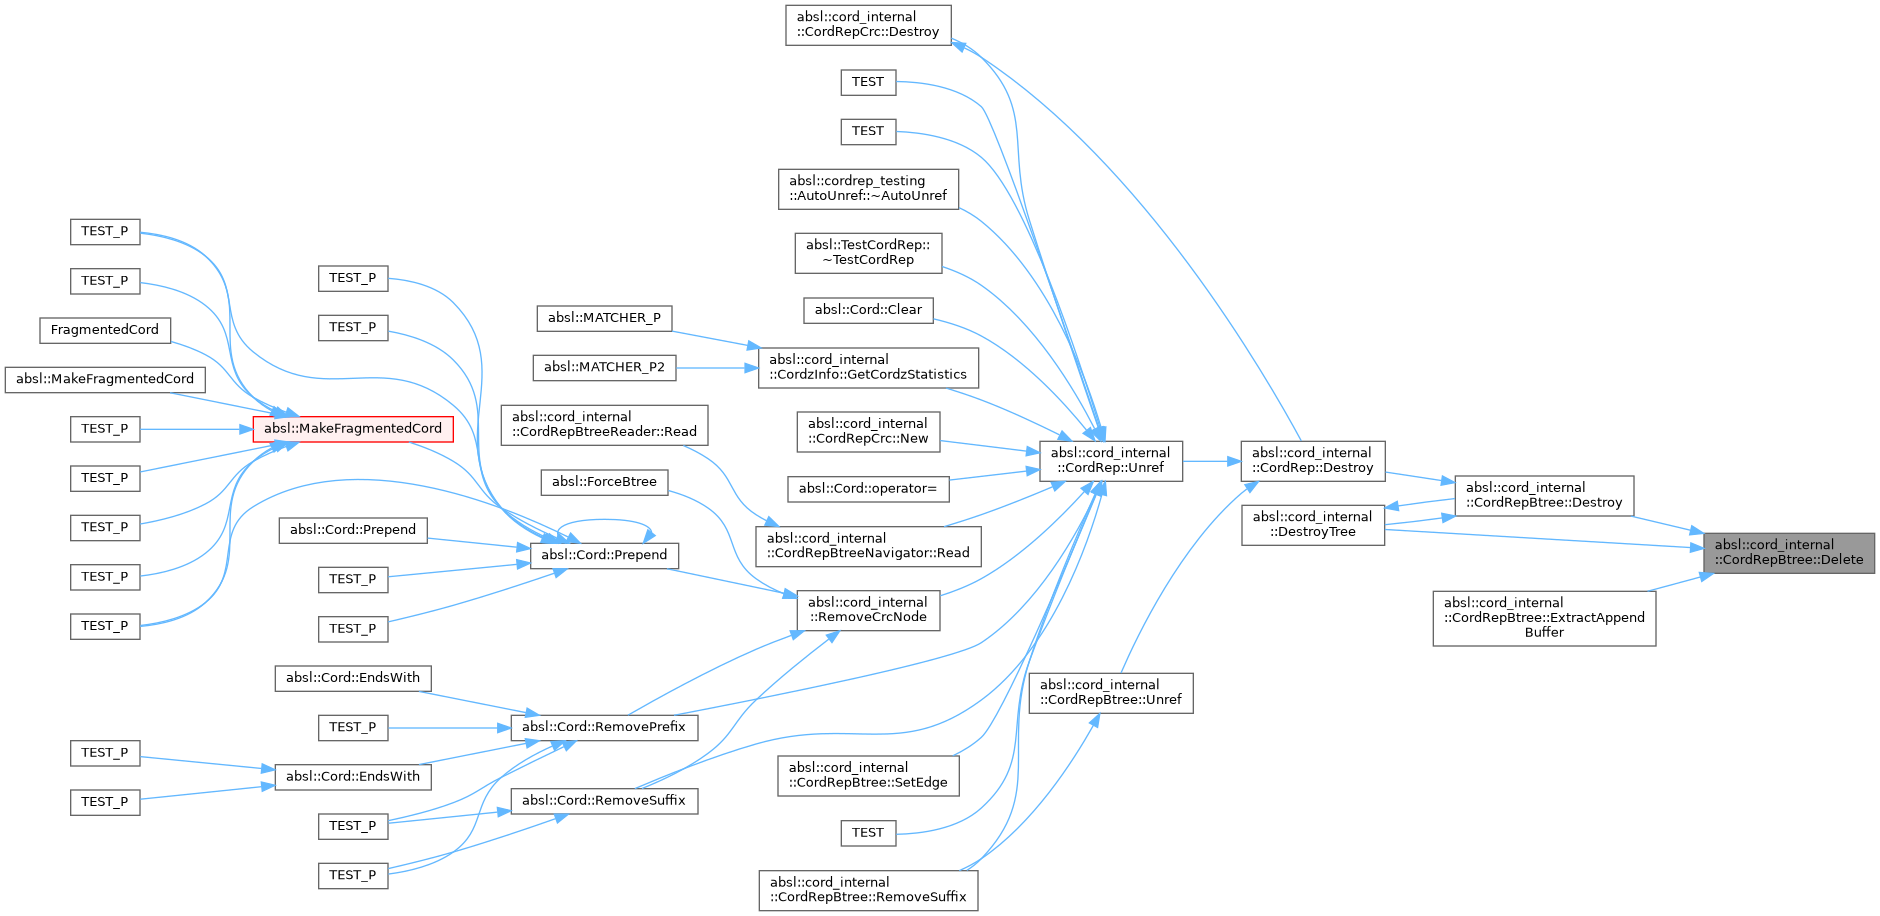 absl::cord_internal
::CordRepCrc::Destroy
TEST
TEST
absl::cordrep_testing
::AutoUnref::~AutoUnref
absl::TestCordRep::
~TestCordRep
absl::Cord::Clear
absl::cord_internal
::CordzInfo::GetCordzStatistics
absl::MATCHER_P
absl::MATCHER_P2
absl::cord_internal
::CordRepBtreeReader::Read
absl::cord_internal
::CordRepCrc::New
absl::Cord::operator=
absl::cord_internal
::CordRepBtreeNavigator::Read
absl::ForceBtree
absl::cord_internal
::RemoveCrcNode
absl::cord_internal
::CordRep::Unref
absl::cord_internal
::CordRep::Destroy
absl::cord_internal
::DestroyTree
absl::cord_internal
::CordRepBtree::Destroy
absl::cord_internal
::CordRepBtree::Delete
absl::cord_internal
::CordRepBtree::ExtractAppend
Buffer
absl::cord_internal
::CordRepBtree::Unref
absl::cord_internal
::CordRepBtree::SetEdge
TEST
absl::cord_internal
::CordRepBtree::RemoveSuffix
TEST_P
TEST_P
FragmentedCord
absl::MakeFragmentedCord
TEST_P
TEST_P
TEST_P
TEST_P
TEST_P
absl::MakeFragmentedCord
TEST_P
TEST_P
absl::Cord::Prepend
absl::Cord::Prepend
TEST_P
TEST_P
absl::Cord::EndsWith
TEST_P
absl::Cord::RemovePrefix
absl::Cord::EndsWith
TEST_P
TEST_P
absl::Cord::RemoveSuffix
TEST_P
TEST_P